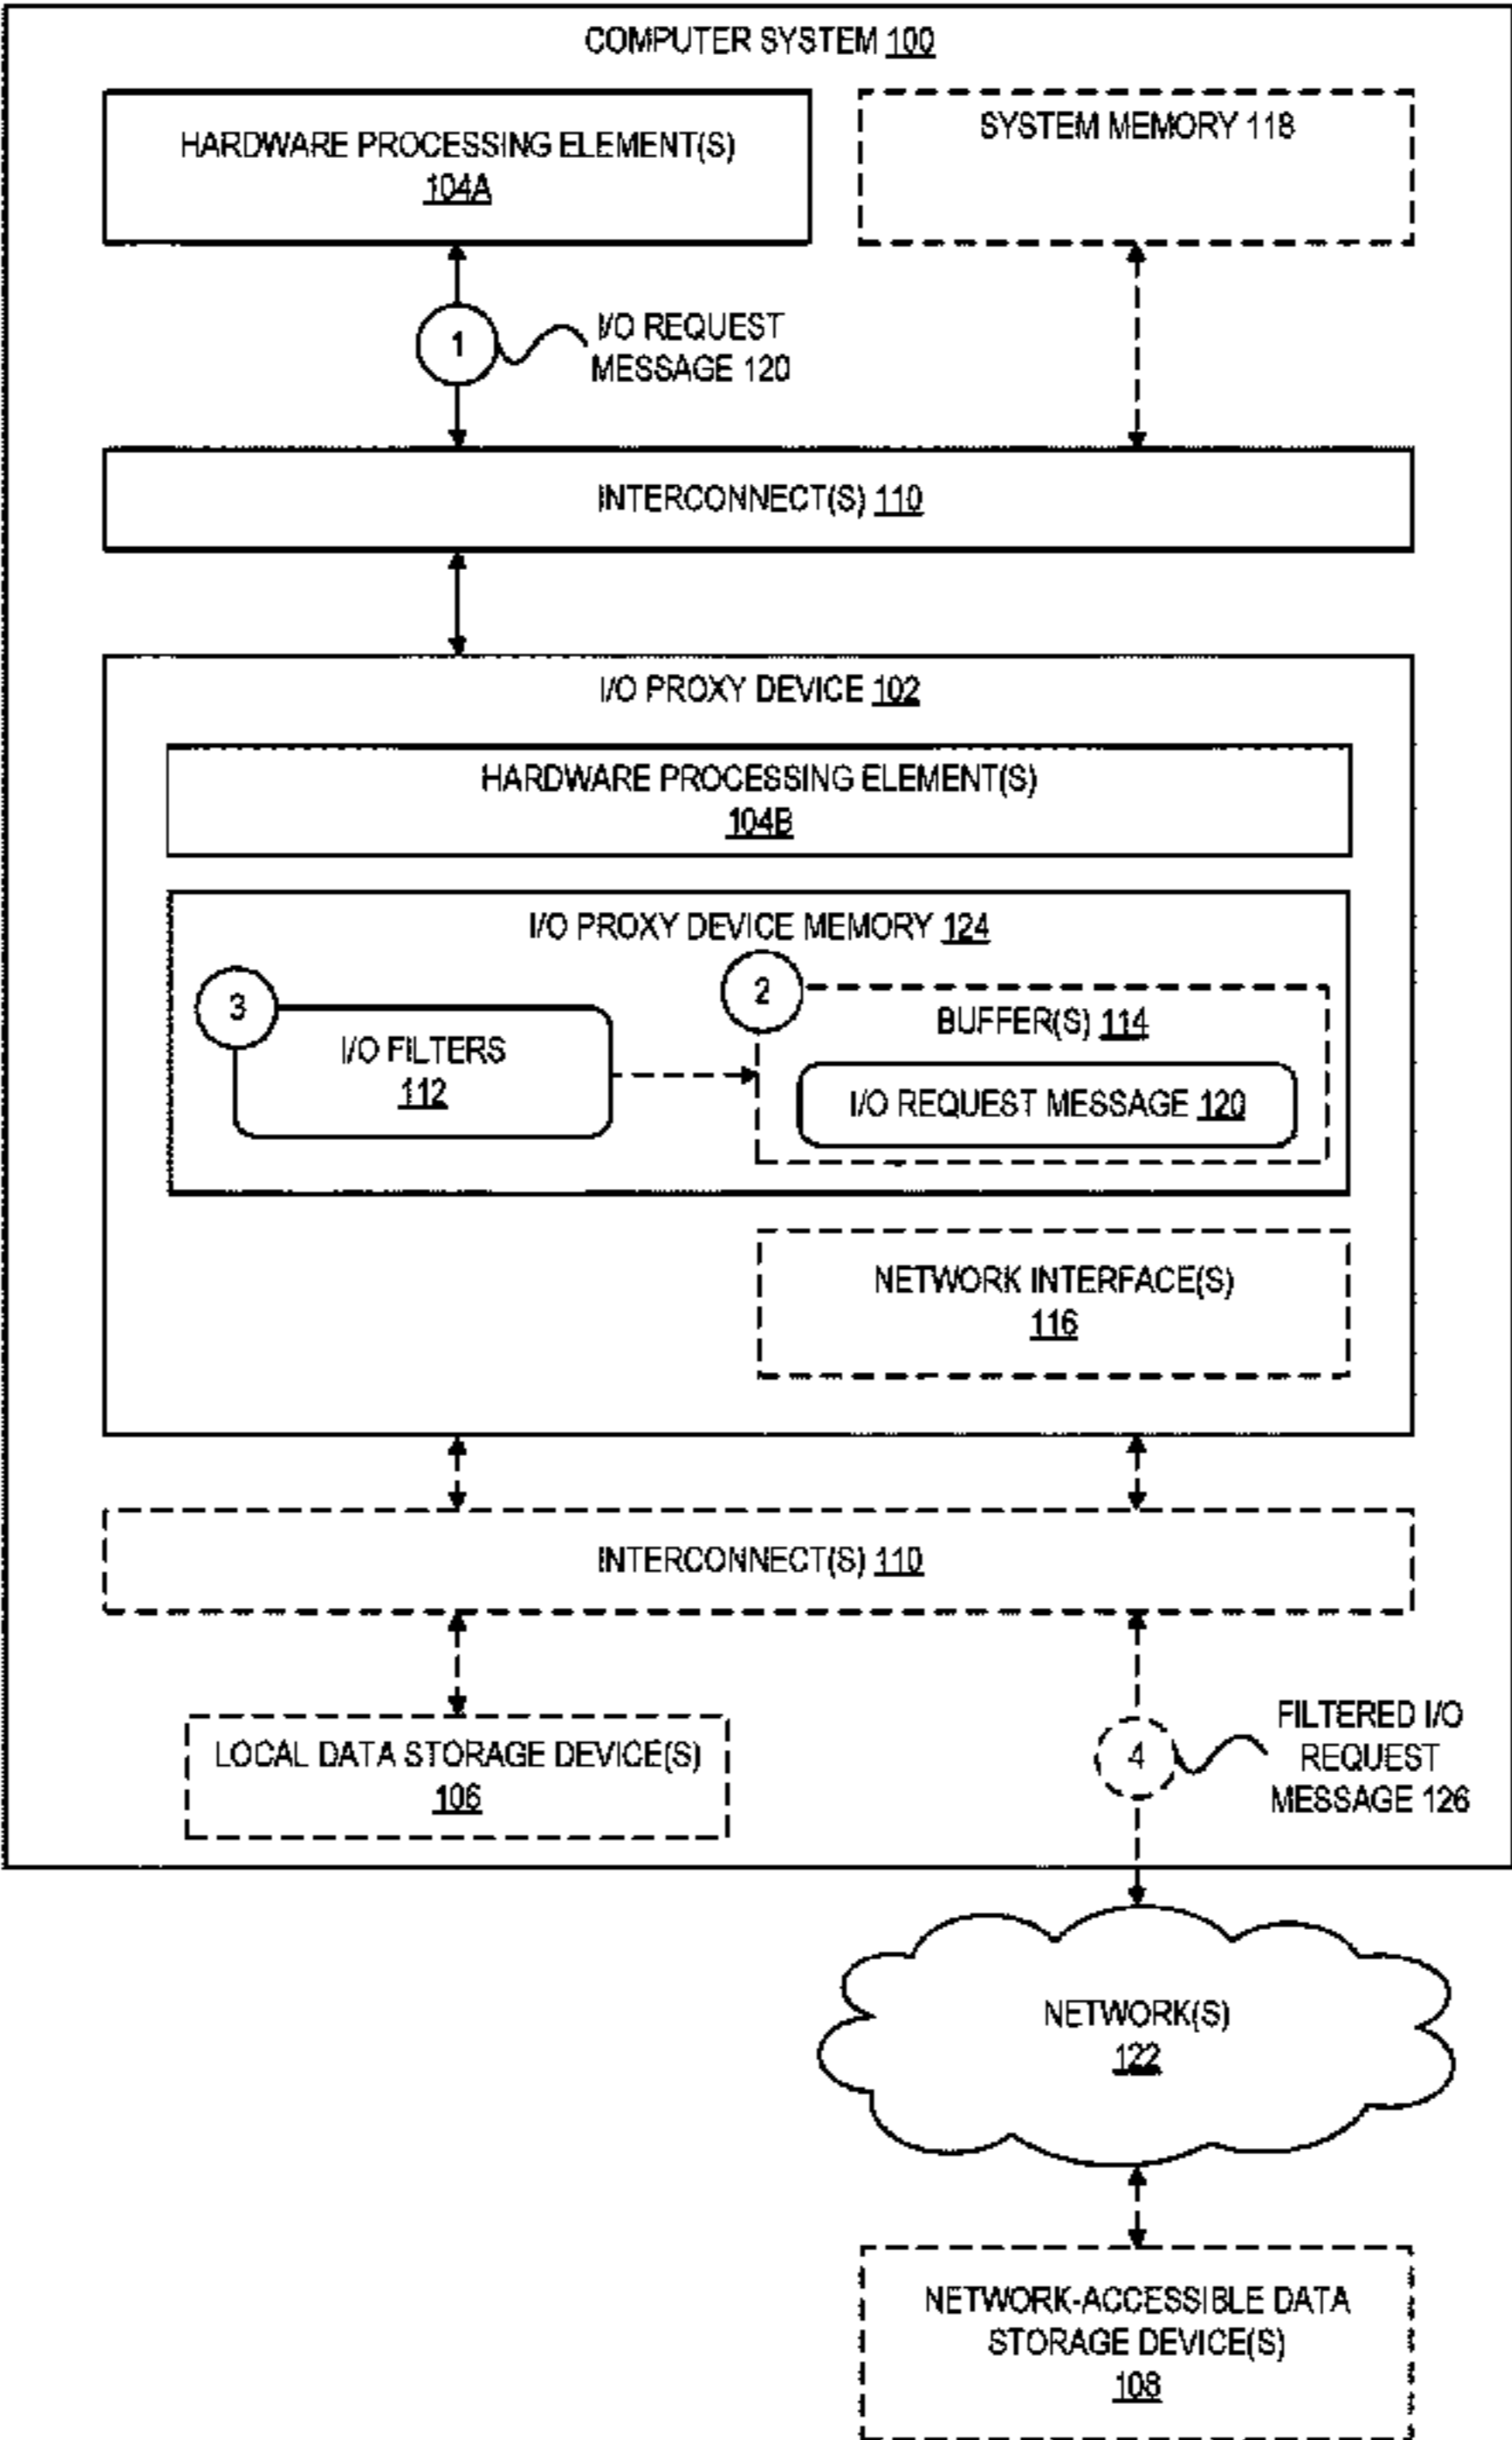 COMPUTER SYSTEM 100
HARDWARE PROCESSING ELEMENT(S)
104A
SYSTEM MEMORY 118
1
I/O REQUEST
MESSAGE 120
INTERCONNECT(S) 110
I/O PROXY DEVICE 102
HARDWARE PROCESSING ELEMENT(S)
104B
I/O PROXY DEVICE MEMORY 124
3
I/O FILTERS
112
2
BUFFER(S) 114
I/O REQUEST MESSAGE 120
NETWORK INTERFACE(S)
116
INTERCONNECT(S) 110
LOCAL DATA STORAGE DEVICE(S)
106
4
FILTERED I/O
REQUEST
MESSAGE 126
NETWORK(S)
122
NETWORK-ACCESSIBLE DATA
STORAGE DEVICE(S)
108